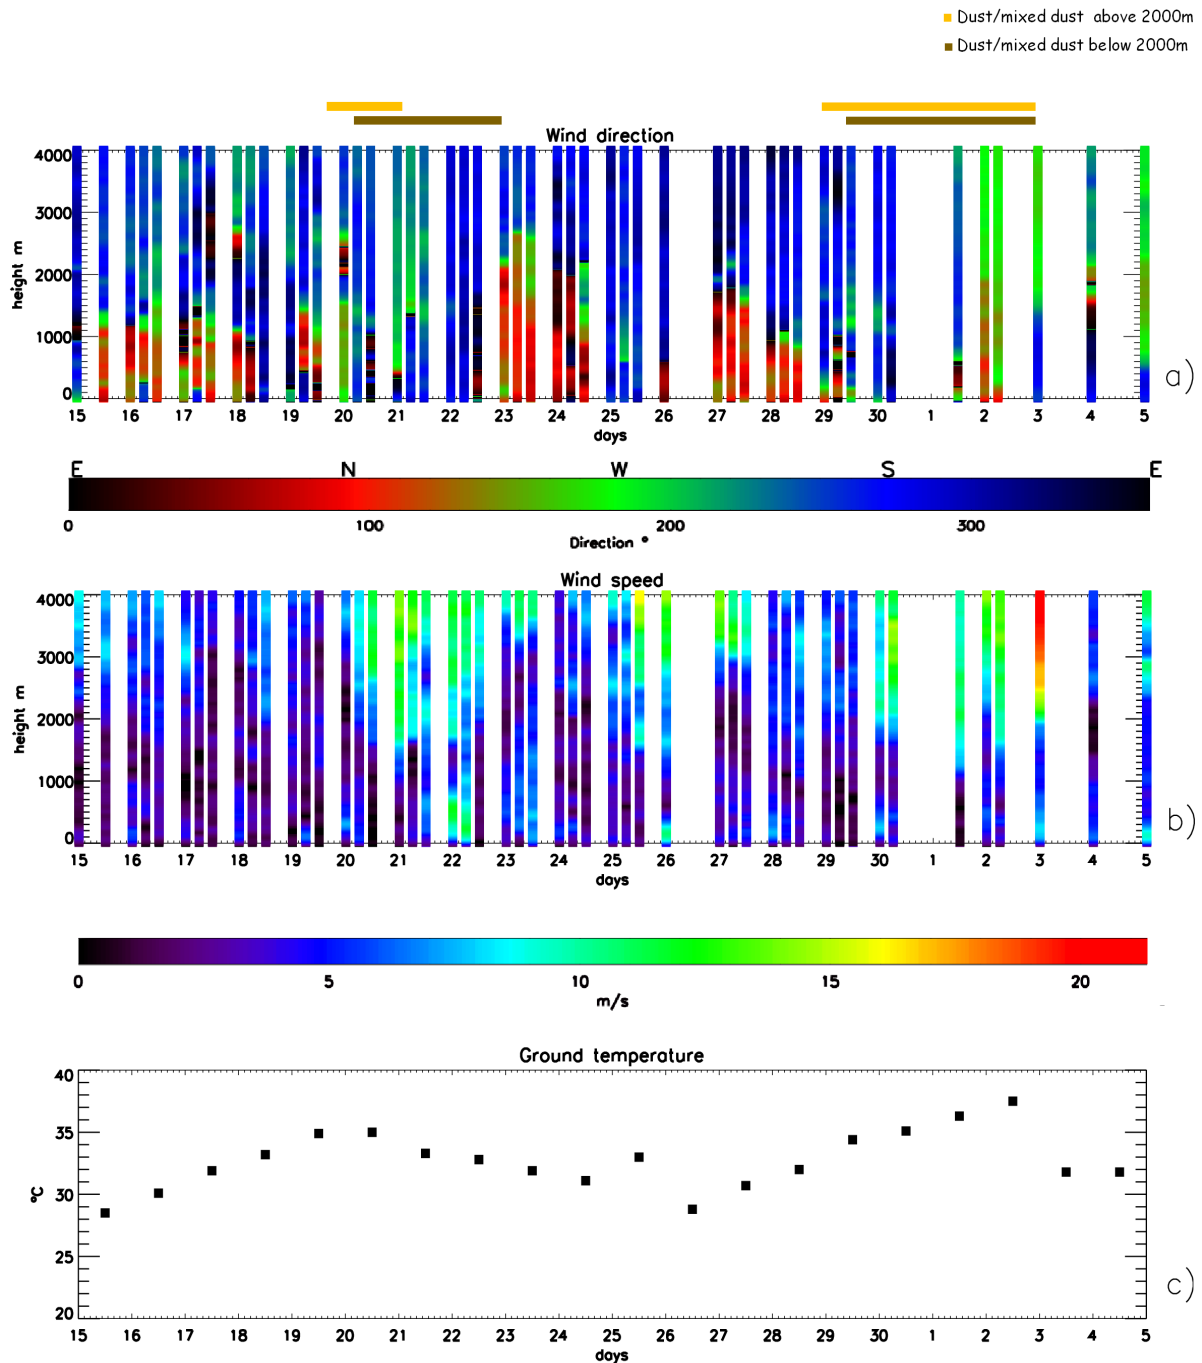 Dust/mixed dust above 2000m
Dust/mixed dust below 2000m
Wind direction
4000
3000
2000
1000
0
height m
15 16 17 18 19 20 21 22 23 24 25 26 27 28 29 30 1 2 3 4 5
days
a)
E N W S E
0 100 200 300
Direction °
Wind speed
4000
3000
2000
1000
0
height m
15 16 17 18 19 20 21 22 23 24 25 26 27 28 29 30 1 2 3 4 5
days
b)
0 5 10 15 20
m/s
Ground temperature
40
35
30
25
20
°C
15 16 17 18 19 20 21 22 23 24 25 26 27 28 29 30 1 2 3 4 5
days
c)